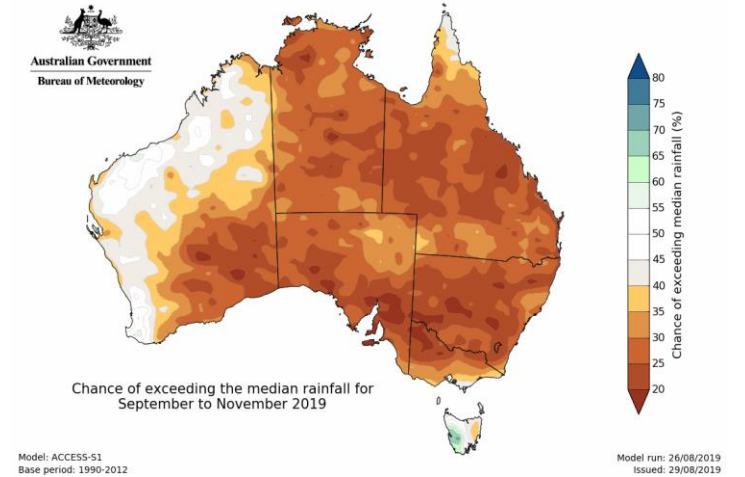 Australian Government
Bureau of Meteorology
80
75
70
65
60
55
50
45
40
35
30
25
20
Chance of exceeding median rainfall (%)
Chance of exceeding the median rainfall for
September to November 2019
Model: ACCESS-S1
Base period: 1990-2012
Model run: 26/08/2019
Issued: 29/08/2019